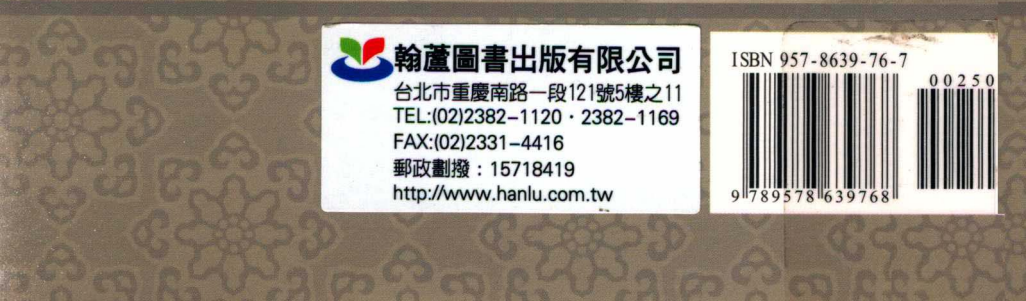 翰蘆圖書出版有限公司
台北市重慶南路一段121號5樓之11
TEL:(02)2382-1120・2382-1169
FAX:(02)2331-4416
郵政劃撥：15718419
http://www.hanlu.com.tw
ISBN 957-8639-76-7
00250
9 789578 639768